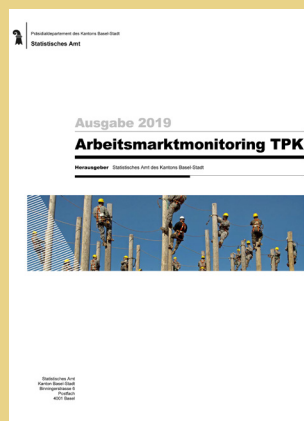 Präsidialdepartement des Kantons Basel-Stadt
Statistisches Amt
Ausgabe 2019
Arbeitsmarktmonitoring TPK
Herausgeber Statistisches Amt des Kantons Basel-Stadt
Statistisches Amt
Kanton Basel-Stadt
Binningerstrasse 6
Postfach
4001 Basel